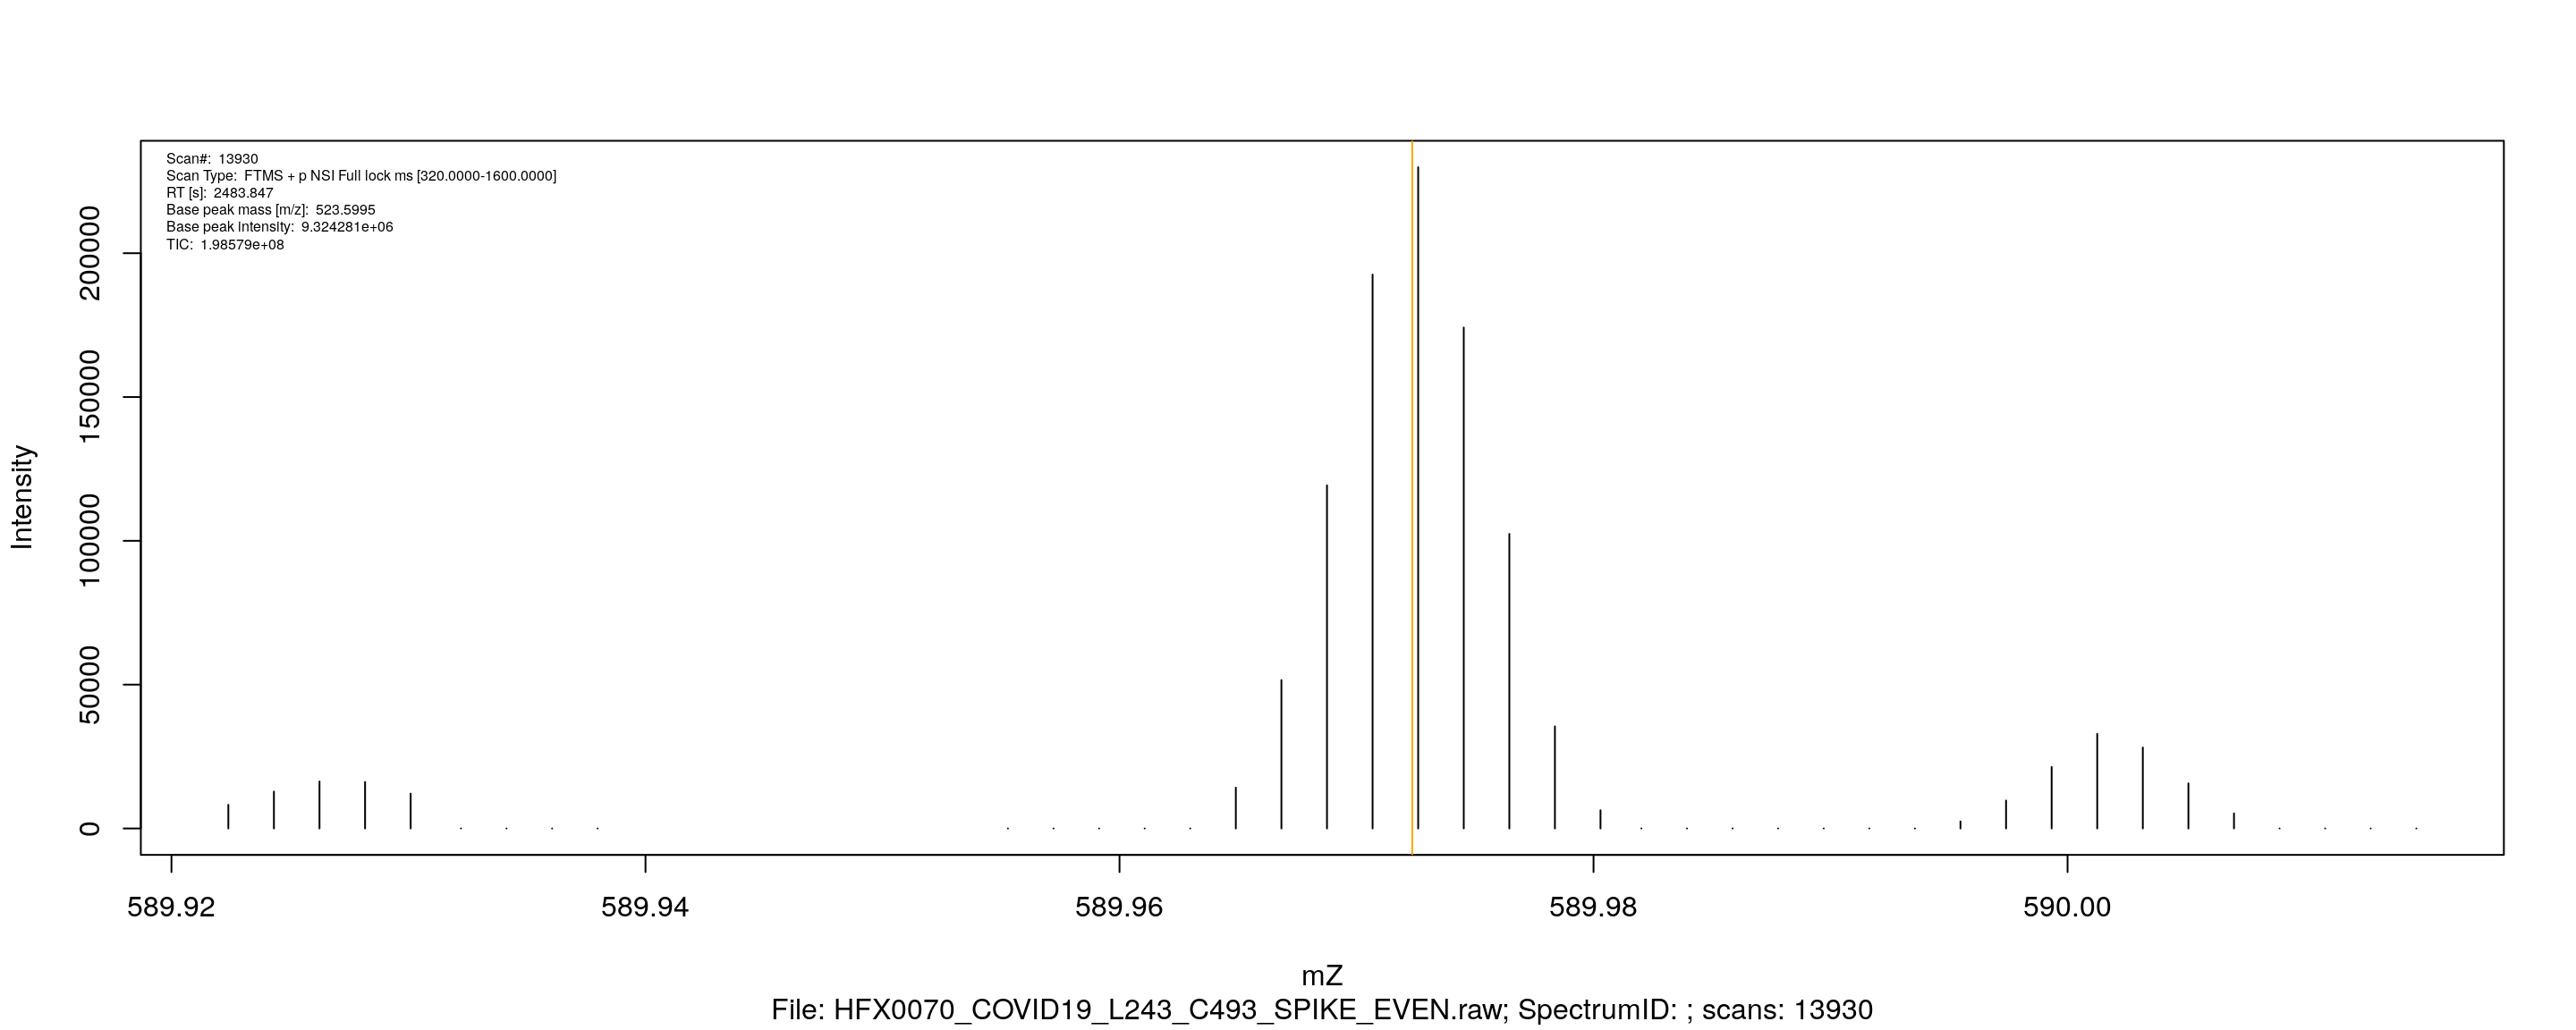 Scan#: 13930
Scan Type: FTMS + p NSI Full lock ms [320.0000-1600.0000]
RT [s]: 2483.847
Base peak mass [m/z]: 523.5995
Base peak intensity: 9.324281e+06
TIC: 1.98579e+08
Intensity
200000
150000
100000
50000
0
589.92 589.94 589.96 589.98 590.00
mZ
File: HFX0070_COVID19_L243_C493_SPIKE_EVEN.raw; SpectrumID: ; scans: 13930